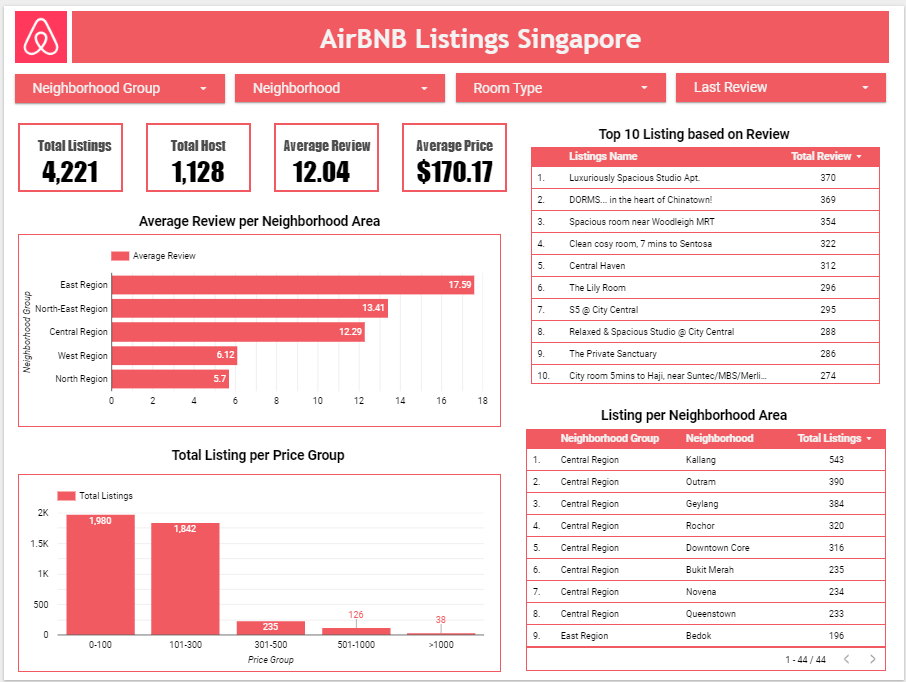 AirBNB Listings Singapore
Neighborhood Group
Neighborhood
Room Type
Last Review
Total Listings
4,221
Total Host
1,128
Average Review
12.04
Average Price
$170.17
Average Review per Neighborhood Area
Average Review
Neighborhood Group
East Region 17.59
North-East Region 13.41
Central Region 12.29
West Region 6.12
North Region 5.7
0 2 4 6 8 10 12 14 16 18
Total Listing per Price Group
Total Listings
2K
1.5K
1K
500
0
1,980 1,842 235 126 38
0-100 101-300 301-500 501-1000 >1000
Price Group
Top 10 Listing based on Review
Listings Name Total Review
1. Luxuriously Spacious Studio Apt. 370
2. DORMS... in the heart of Chinatown! 369
3. Spacious room near Woodleigh MRT 354
4. Clean cosy room, 7 mins to Sentosa 322
5. Central Haven 312
6. The Lily Room 296
7. S5 @ City Central 295
8. Relaxed & Spacious Studio @ City Central 288
9. The Private Sanctuary 286
10. City room 5mins to Haji, near Suntec/MBS/Merli... 274
Listing per Neighborhood Area
Neighborhood Group Neighborhood Total Listings
1. Central Region Kallang 543
2. Central Region Outram 390
3. Central Region Geylang 384
4. Central Region Rochor 320
5. Central Region Downtown Core 316
6. Central Region Bukit Merah 235
7. Central Region Novena 234
8. Central Region Queenstown 233
9. East Region Bedok 196
1 - 44 / 44